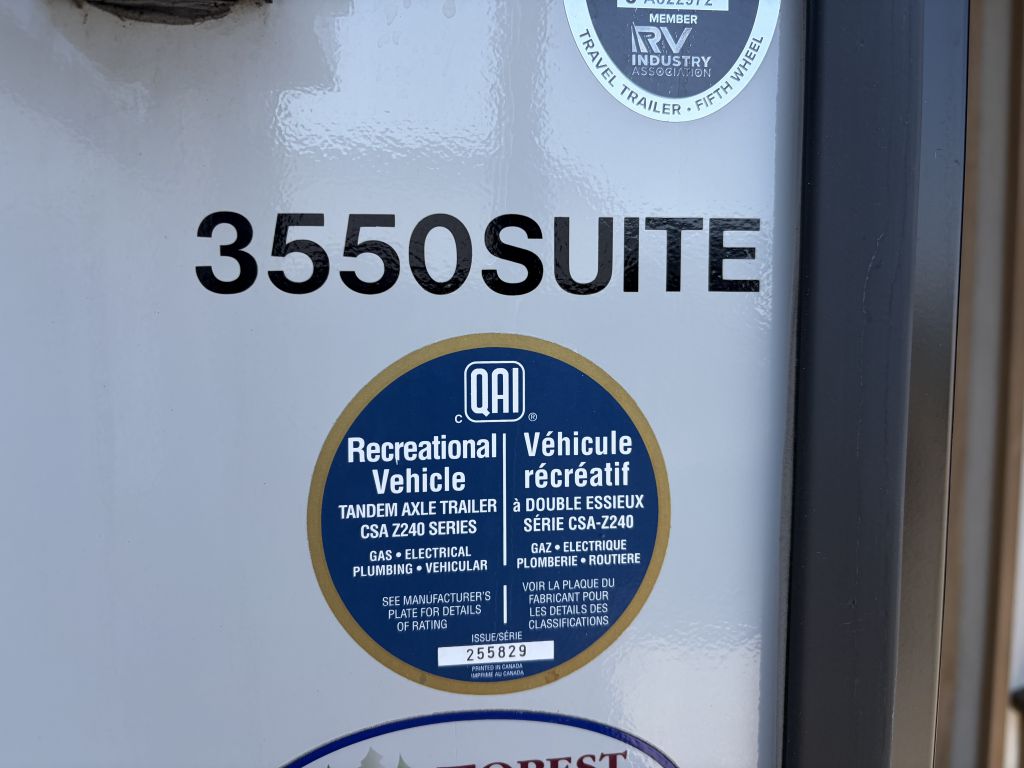 MEMBER
RV
INDUSTRY
ASSOCIATION
TRAVEL TRAILER • FIFTH WHEEL
3550SUITE
C QAI ®
Recreational
Vehicle
TANDEM AXLE TRAILER
CSA Z240 SERIES
GAS • ELECTRICAL
PLUMBING • VEHICULAR
SEE MANUFACTURER'S
PLATE FOR DETAILS
OF RATING
Véhicule
récréatif
à DOUBLE ESSIEUX
SÉRIE CSA-Z240
GAZ • ELECTRIQUE
PLOMBERIE • ROUTIERE
VOIR LA PLAQUE DU
FABRICANT POUR
LES DETAILS DES
CLASSIFICATIONS
ISSUE/SÉRIE
255829
PRINTED IN CANADA
IMPRIME AU CANADA
FOREST